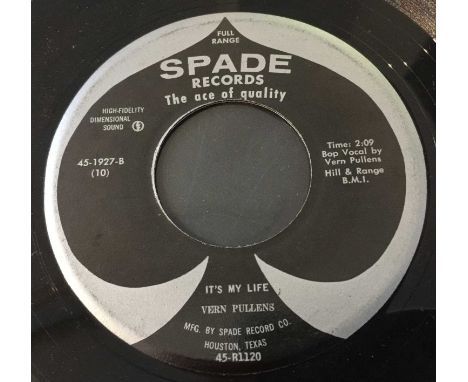 FULL
RANGE
SPADE
RECORDS
The ace of quality
HIGH-FIDELITY
DIMENSIONAL
SOUND
45-1927-B
(10)
Time: 2:09
Bop Vocal by
Vern Pullens
Hill & Range
B.M.I.
IT'S MY LIFE
VERN PULLENS
MFG. BY SPADE RECORD CO.
HOUSTON, TEXAS
45-R1120